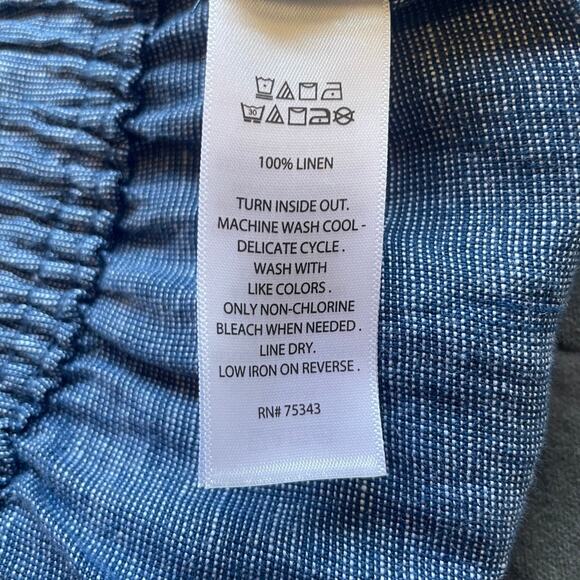 30
100% LINEN
TURN INSIDE OUT.
MACHINE WASH COOL -
DELICATE CYCLE .
WASH WITH
LIKE COLORS .
ONLY NON-CHLORINE
BLEACH WHEN NEEDED .
LINE DRY.
LOW IRON ON REVERSE .
RN# 75343